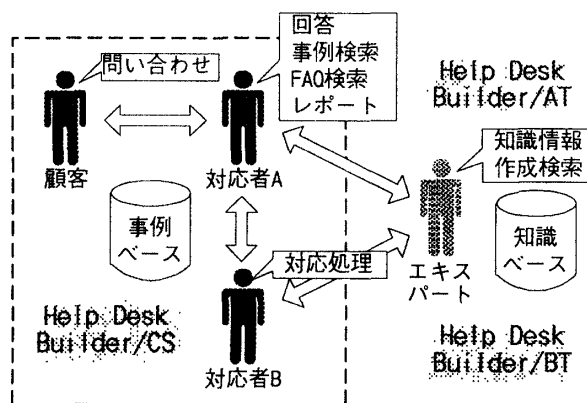 回答
事例検索
FAQ検索
レポート
問い合わせ
Help Desk
Builder/AT
知識情報
作成検索
顧客
対応者A
事例
ベース
対応処理
エキス
パート
知識
ベース
Help Desk
Builder/CS
対応者B
Help Desk
Builder/BT